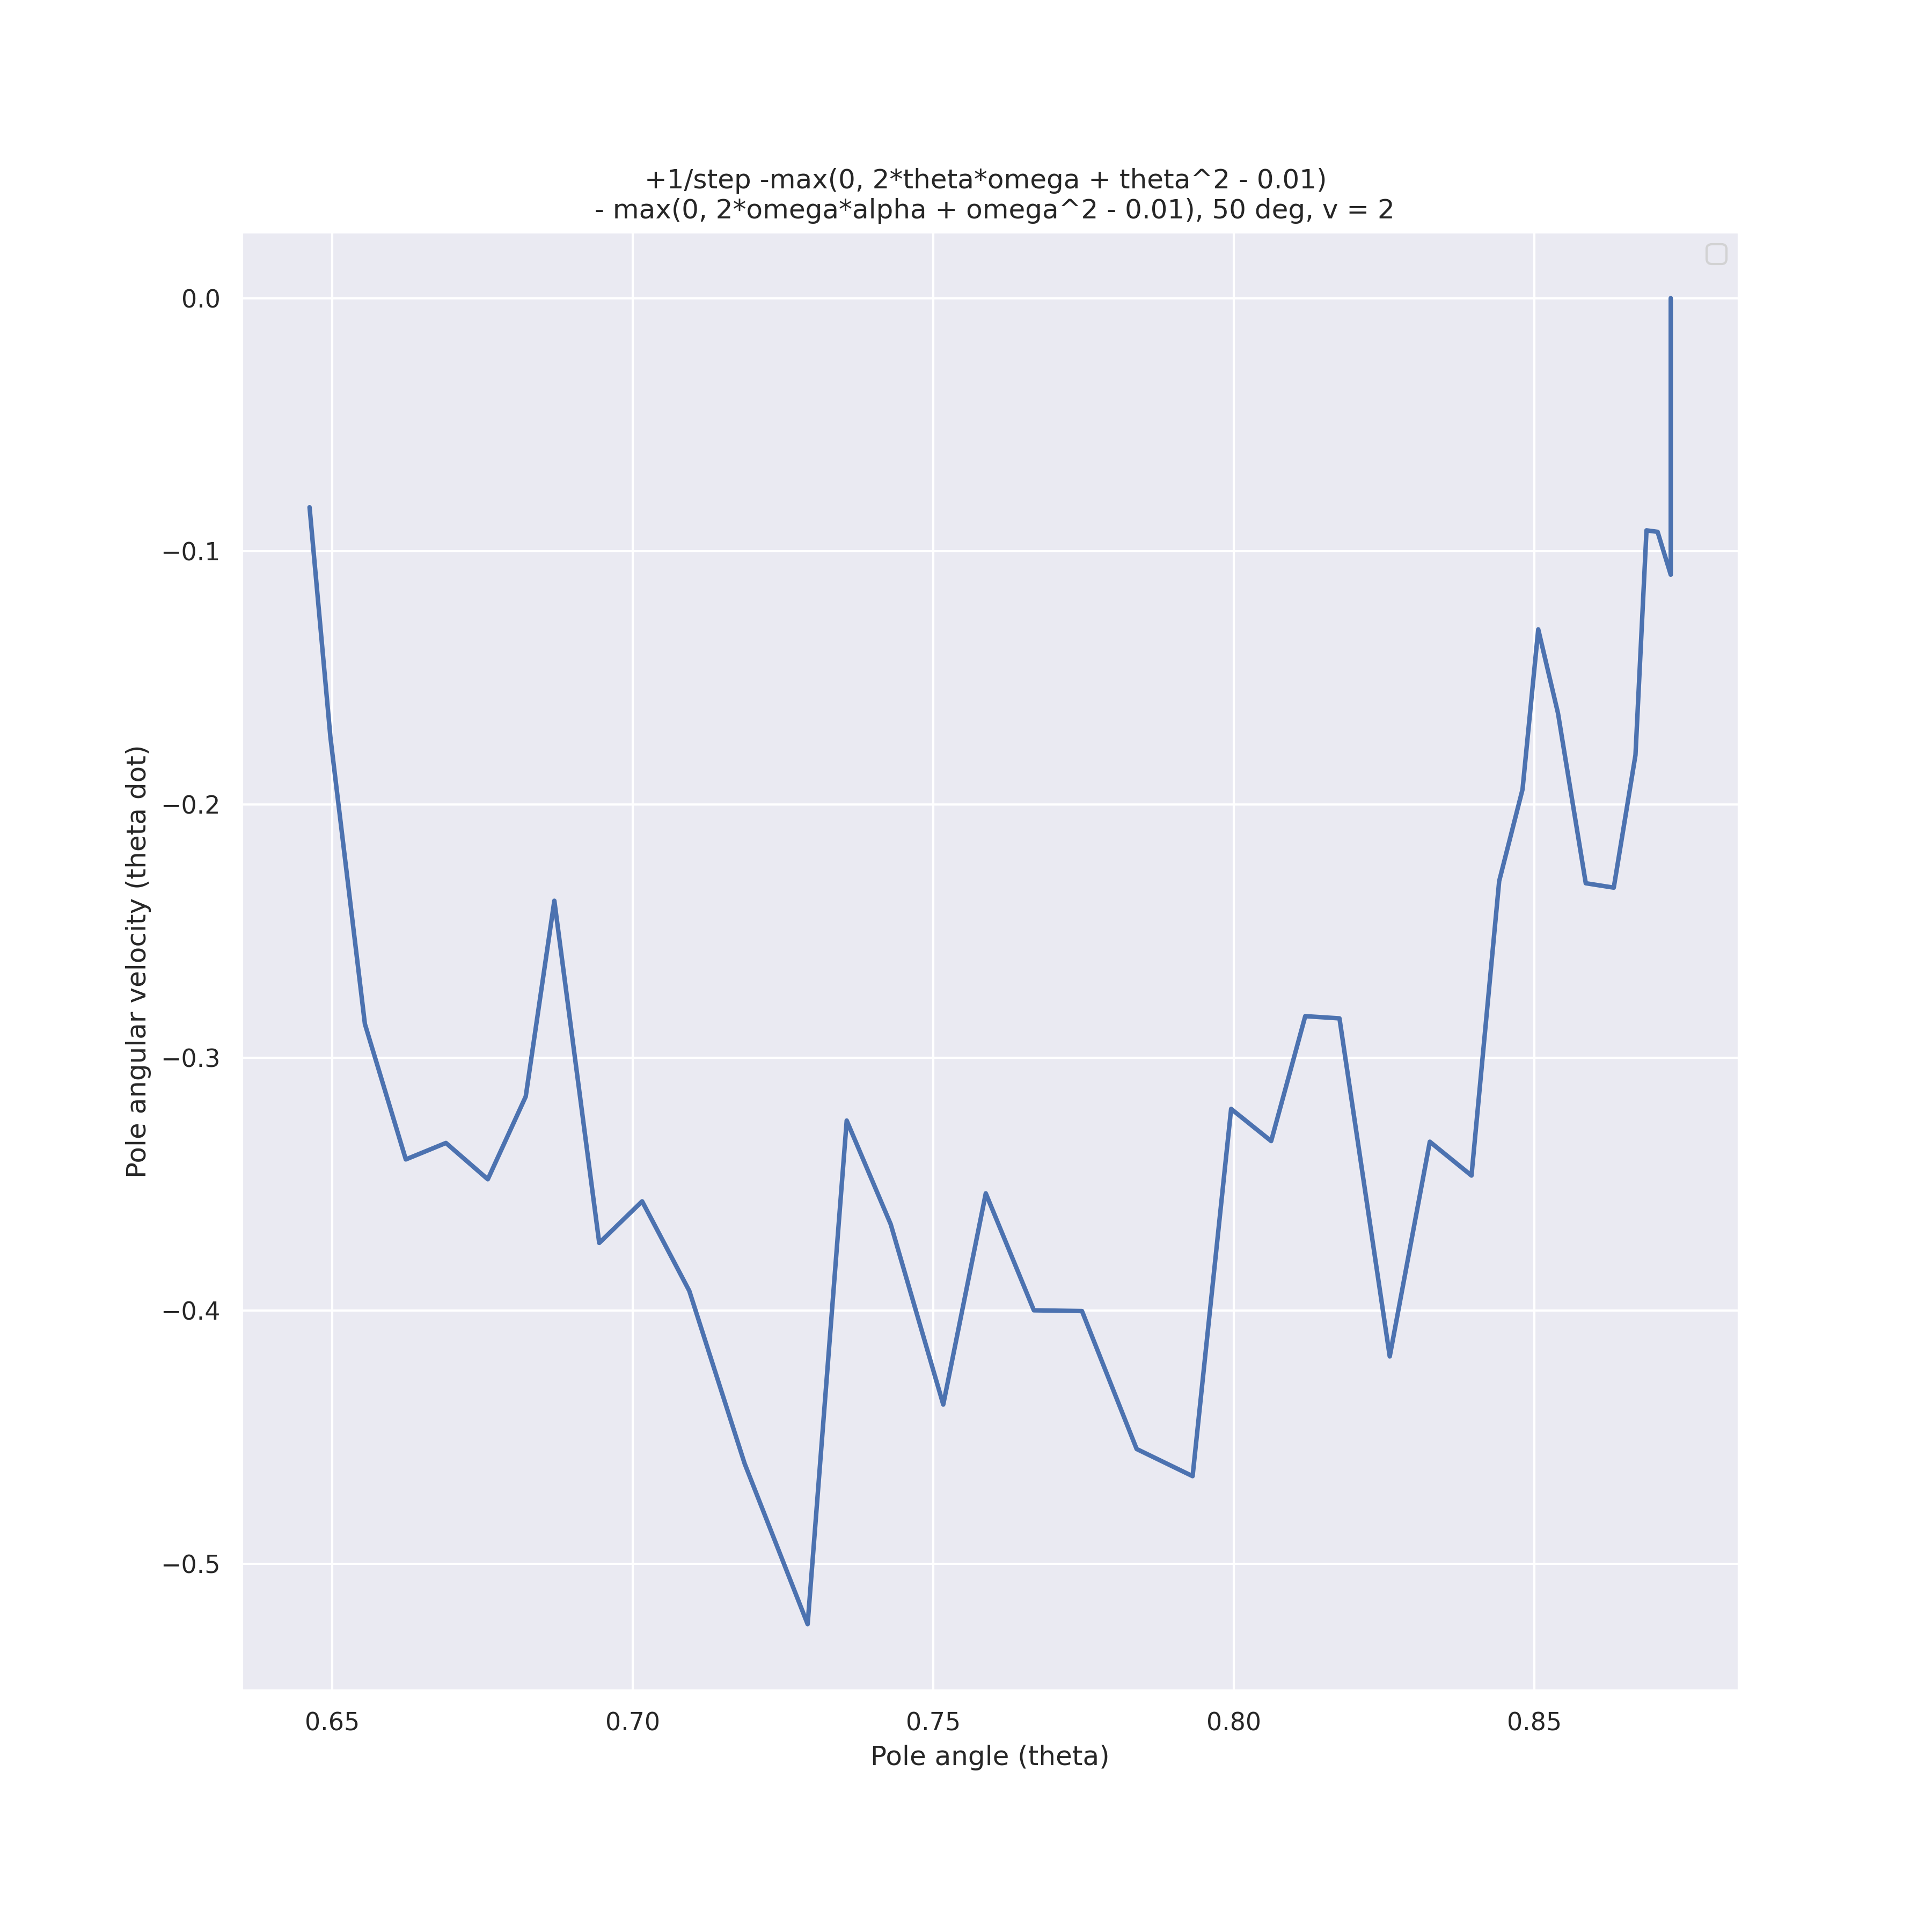 +1/step -max(0, 2*theta*omega + theta^2 - 0.01)
- max(0, 2*omega*alpha + omega^2 - 0.01), 50 deg, v = 2
0.0
−0.1
−0.2
−0.3
−0.4
−0.5
Pole angular velocity (theta dot)
0.65
0.70
0.75
0.80
0.85
Pole angle (theta)